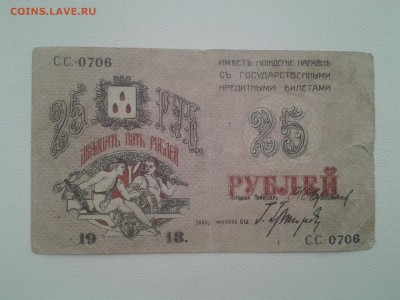 COINS.LAVE.RU
СС. 0706
ИМѢЕТЪ ХОЖДЕНІЕ НАРАВНѢ
СЪ ГОСУДАРСТВЕННЫМИ
КРЕДИТНЫМИ БИЛЕТАМИ
25 РУБ.
ДВАДЦАТЬ ПЯТЬ РУБЛЕЙ
25
РУБЛЕЙ
19 18.
СС. 0706